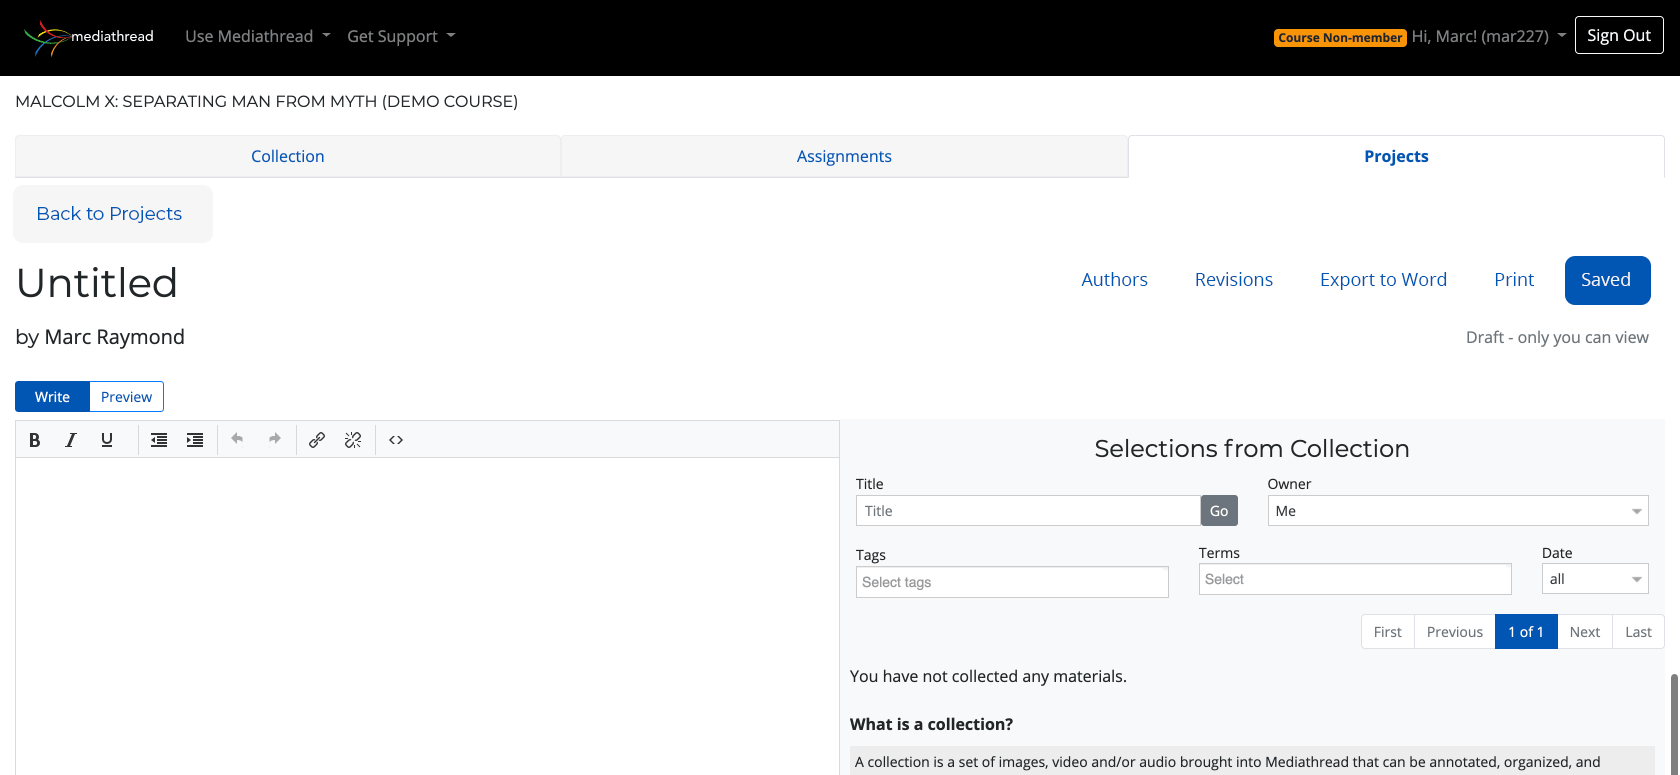 mediathread Use Mediathread Get Support Course Non-member Hi, Marc! (mar227) Sign Out
MALCOLM X: SEPARATING MAN FROM MYTH (DEMO COURSE)
Collection Assignments Projects
Back to Projects
Untitled Authors Revisions Export to Word Print Saved
by Marc Raymond Draft - only you can view
Write Preview
B I U <>
Selections from Collection
Title Owner
Title Go Me
Tags Terms Date
Select tags Select all
First Previous 1 of 1 Next Last
You have not collected any materials.
What is a collection?
A collection is a set of images, video and/or audio brought into Mediathread that can be annotated, organized, and